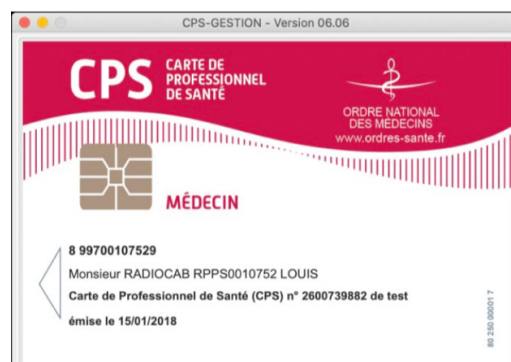 CPS-GESTION - Version 06.06
CPS
CARTE DE
PROFESSIONNEL
DE SANTÉ
ORDRE NATIONAL
DES MÉDECINS
www.ordres-sante.fr
MÉDECIN
8 99700107529
Monsieur RADIOCAB RPPS0010752 LOUIS
Carte de Professionnel de Santé (CPS) n° 2600739882 de test
émise le 15/01/2018
80 250 00001 7